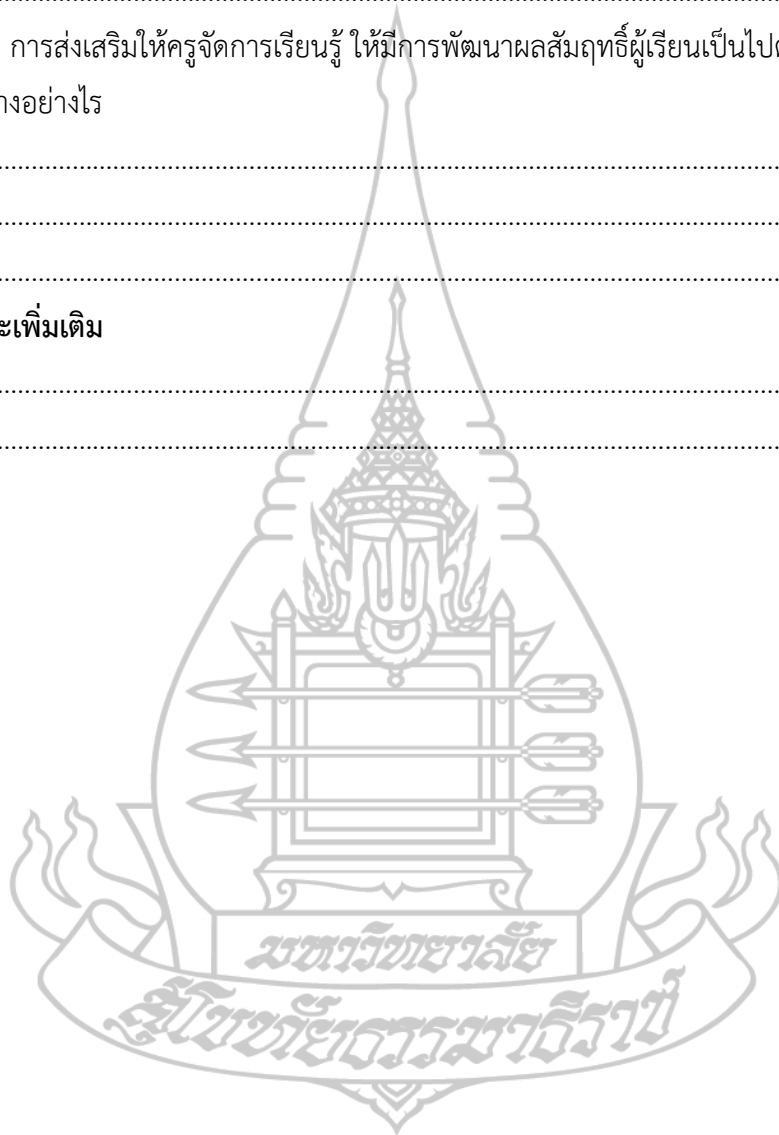 การส่งเสริมให้ครูจัดการเรียนรู้ ให้มีการพัฒนาผลสัมฤทธิ์ผู้เรียนเป็นไป
างอย่างไร
ะเพิ่มเติม
มหาวิทยาลัย
สุโขทัยธรรมาธิราช